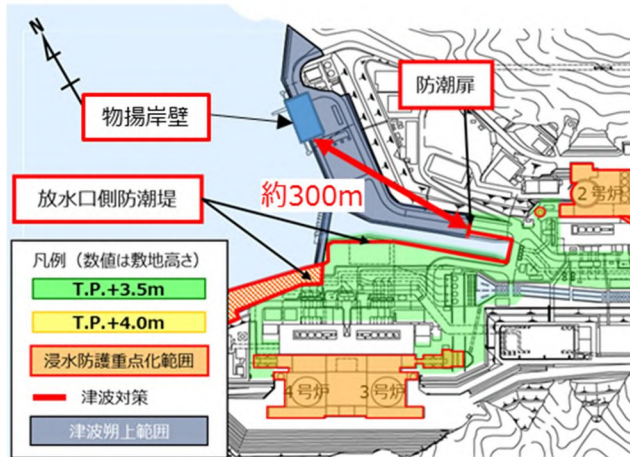 N
物揚岸壁
防潮扉
放水口側防潮堤
約300m
2号炉
凡例（数値は敷地高さ）
T.P.+3.5m
T.P.+4.0m
浸水防護重点化範囲
津波対策
津波朔上範囲
4号炉
3号炉